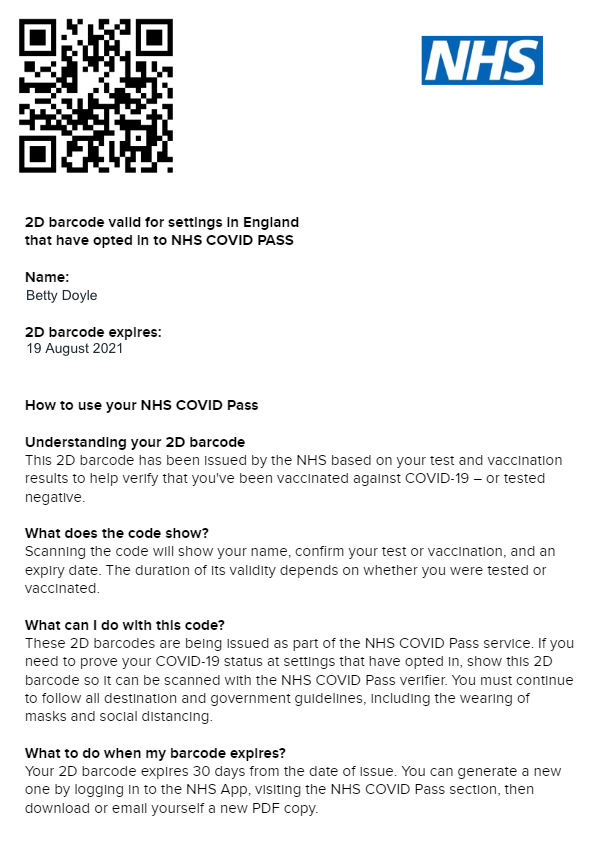 NHS
2D barcode valid for settings in England
that have opted in to NHS COVID PASS
Name:
Betty Doyle
2D barcode expires:
19 August 2021
How to use your NHS COVID Pass
Understanding your 2D barcode
This 2D barcode has been issued by the NHS based on your test and vaccination
results to help verify that you've been vaccinated against COVID-19 – or tested
negative.
What does the code show?
Scanning the code will show your name, confirm your test or vaccination, and an
expiry date. The duration of its validity depends on whether you were tested or
vaccinated.
What can I do with this code?
These 2D barcodes are being issued as part of the NHS COVID Pass service. If you
need to prove your COVID-19 status at settings that have opted in, show this 2D
barcode so it can be scanned with the NHS COVID Pass verifier. You must continue
to follow all destination and government guidelines, including the wearing of
masks and social distancing.
What to do when my barcode expires?
Your 2D barcode expires 30 days from the date of issue. You can generate a new
one by logging in to the NHS App, visiting the NHS COVID Pass section, then
download or email yourself a new PDF copy.